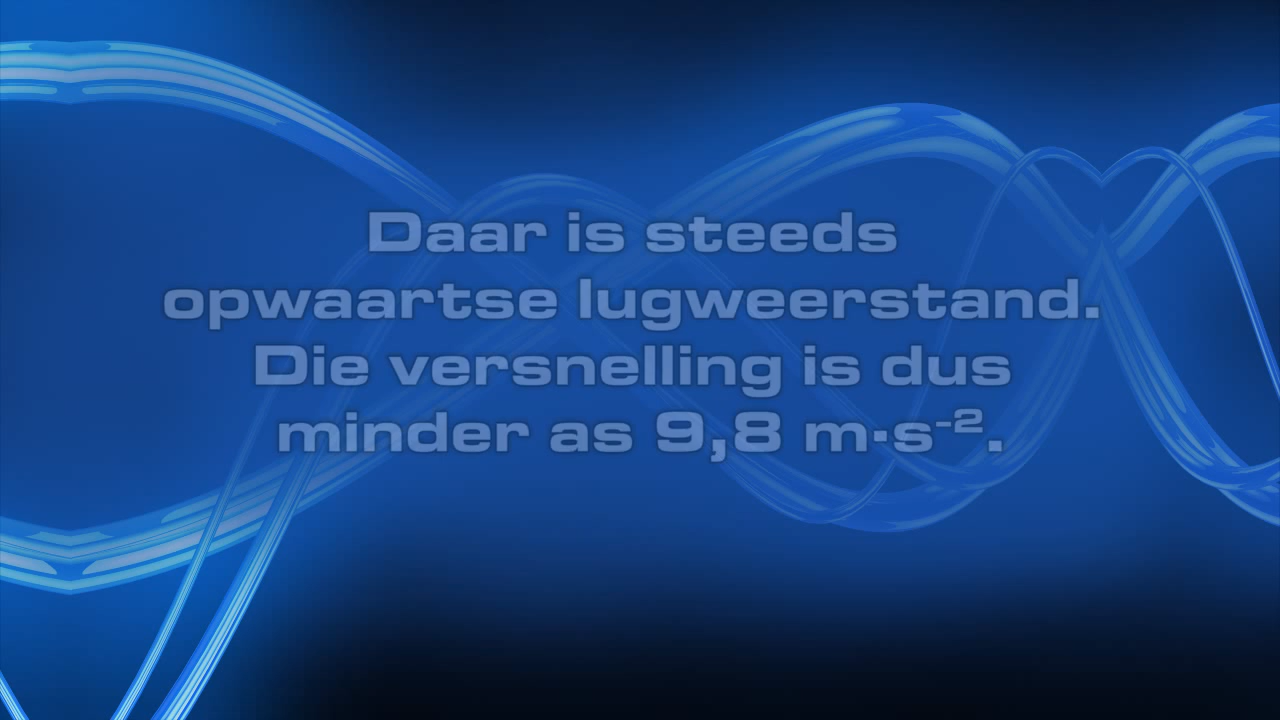 Daar is steeds
opwaartse lugweerstand.
Die versnelling is dus
minder as 9,8 m·s⁻².